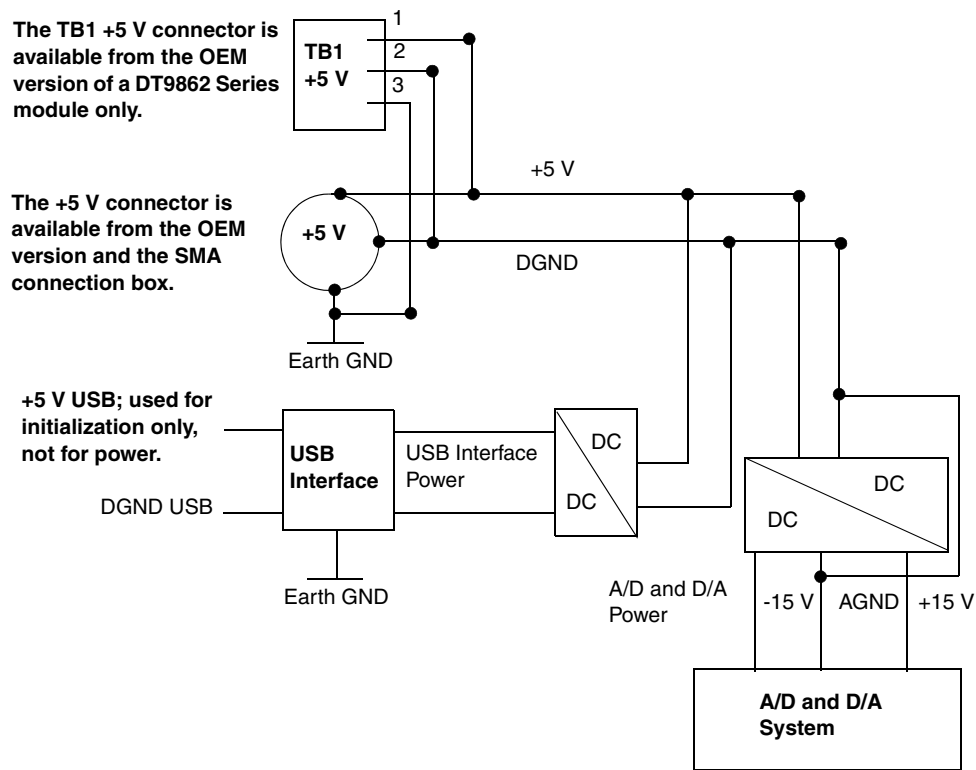 The TB1 +5 V connector is
available from the OEM
version of a DT9862 Series
module only.
TB1
+5 V
1
2
3
+5 V
The +5 V connector is
available from the OEM
version and the SMA
connection box.
+5 V
DGND
Earth GND
+5 V USB; used for
initialization only,
not for power.
DGND USB
USB
Interface
USB Interface
Power
DC
DC
DC
DC
Earth GND
A/D and D/A
Power
-15 V
AGND
+15 V
A/D and D/A
System